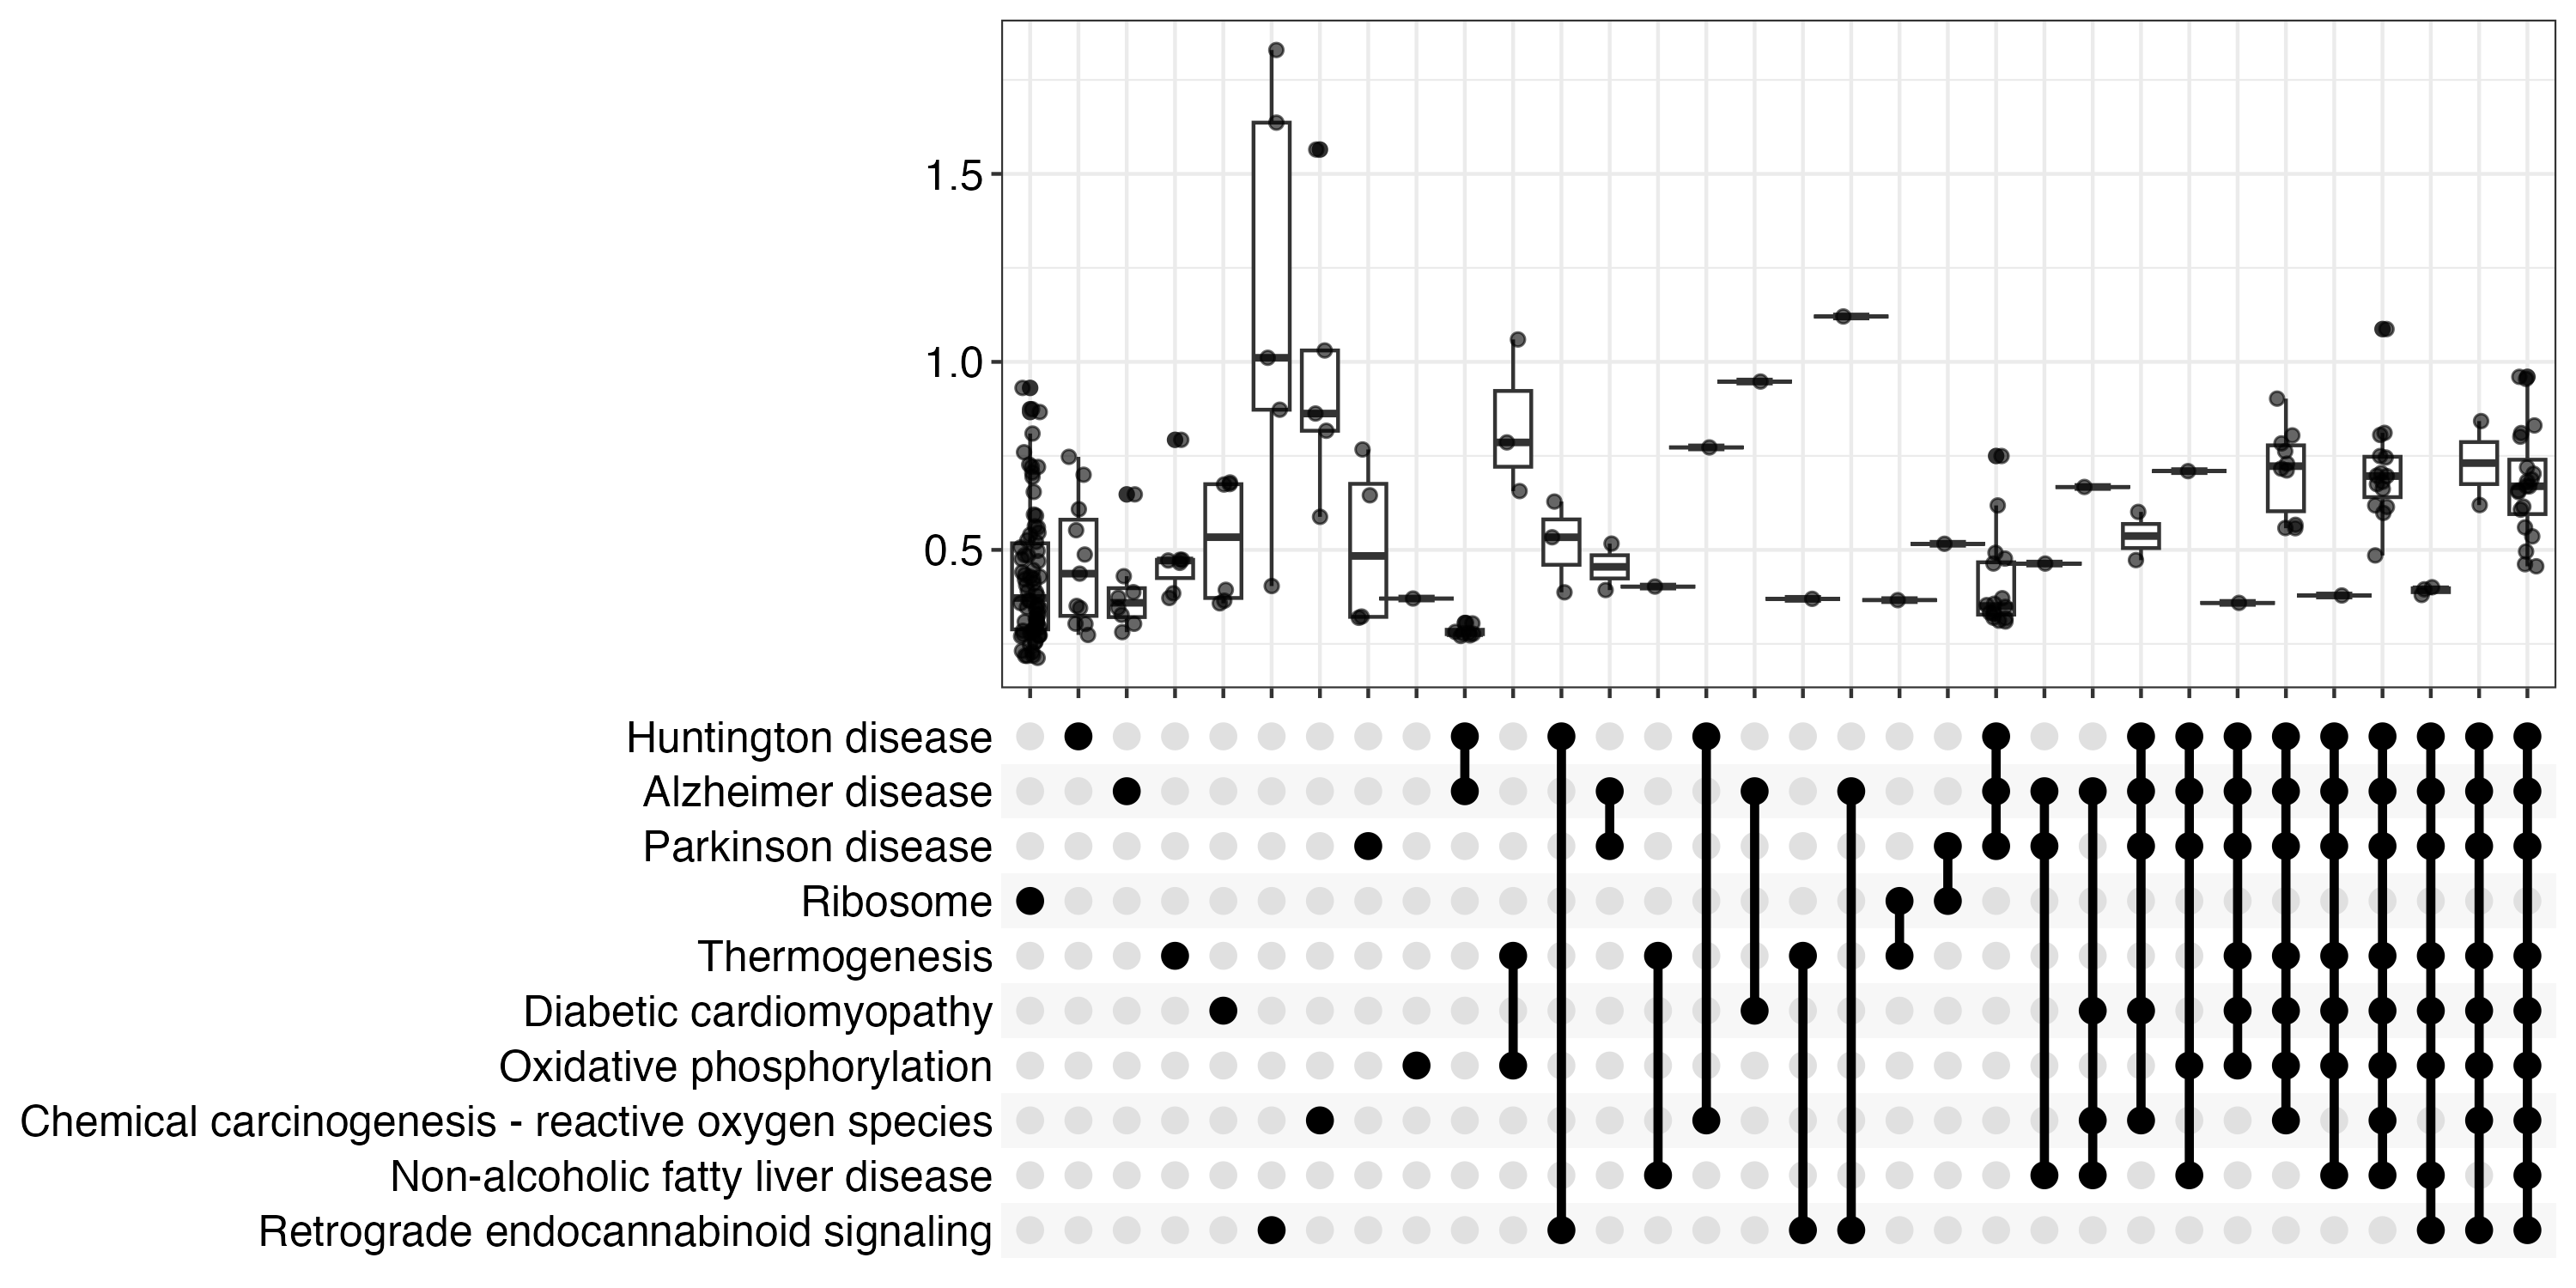 1.5
1.0
0.5
Huntington disease
Alzheimer disease
Parkinson disease
Ribosome
Thermogenesis
Diabetic cardiomyopathy
Oxidative phosphorylation
Chemical carcinogenesis - reactive oxygen species
Non-alcoholic fatty liver disease
Retrograde endocannabinoid signaling